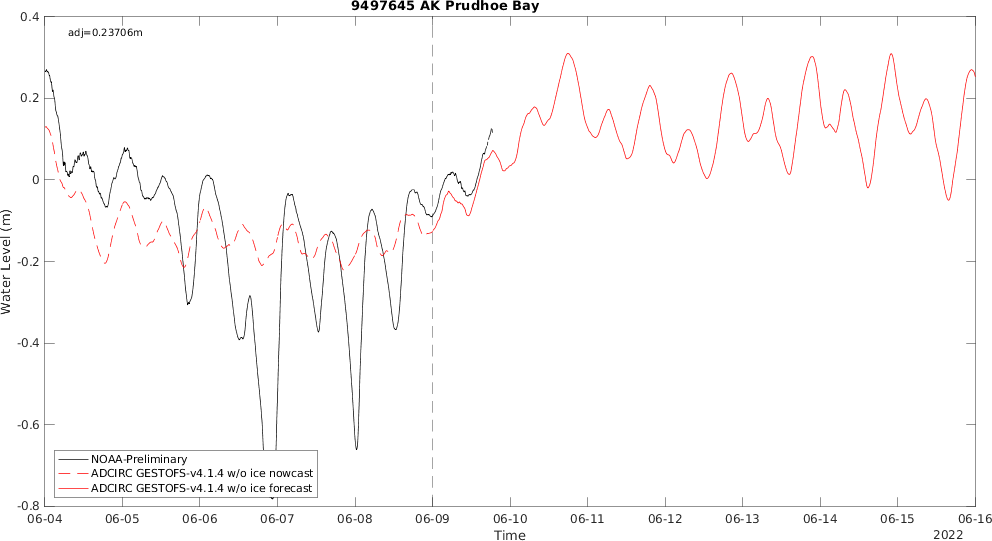 9497645 AK Prudhoe Bay
adj=0.23706m
0.4
0.2
0
-0.2
-0.4
-0.6
-0.8
Water Level (m)
NOAA-Preliminary
ADCIRC GESTOFS-v4.1.4 w/o ice nowcast
ADCIRC GESTOFS-v4.1.4 w/o ice forecast
06-04 06-05 06-06 06-07 06-08 06-09 06-10 06-11 06-12 06-13 06-14 06-15 06-16
Time
2022